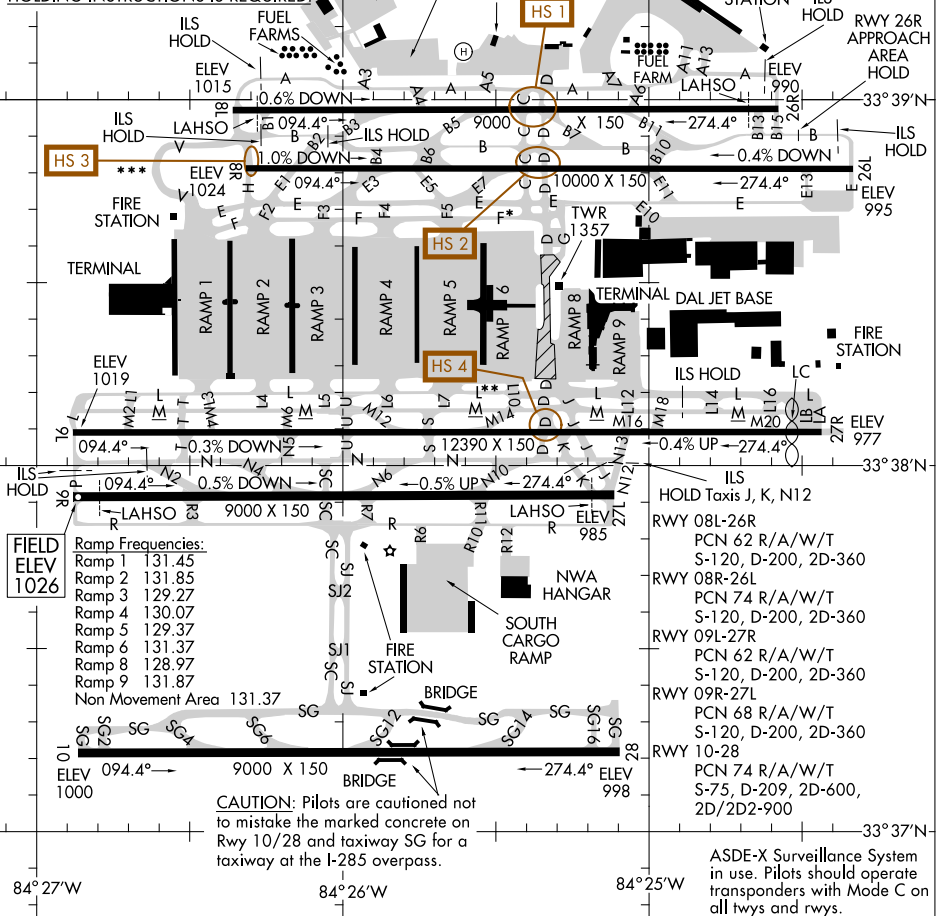 HOLDING INSTRUCTIONS IS REQUIRED)
HS 1
STATION
ILS
HOLD
ILS
HOLD
FUEL
FARMS
H
RWY 26R
APPROACH
AREA
HOLD
ELEV
1015
A
A3
A4
A
A5
C
D
A
A7
A6
FUEL
FARM
A11
A13
A
LAHSO
ELEV
990
33°39'N
8L
0.6% DOWN
094.4°
9000 X 150
274.4°
26R
ILS
HOLD
LAHSO
B1
B
B2
B3
ILS HOLD
B5
C
D
B7
B11
B13
B15
B
ILS
HOLD
V
HS 3
***
8R
1.0% DOWN
B4
B6
B
C
D
B
B10
0.4% DOWN
26L
ELEV
1024
H
E1
094.4°
E3
E5
E7
C
D
10000 X 150
E11
274.4°
E13
E
ELEV
995
V
FIRE
STATION
E
F
F2
E
F3
F4
F
F5
E
F*
E
E10
E
HS 2
D
G
TWR
1357
TERMINAL
RAMP 1
RAMP 2
RAMP 3
RAMP 4
RAMP 5
RAMP 6
RAMP 8
TERMINAL
RAMP 9
DAL JET BASE
FIRE
STATION
HS 4
ELEV
1019
ILS HOLD
LC
L
M2
L1
L
M
T
T
M4
L3
L4
L
M6
M
L5
U
U
M12
L6
L7
S
L**
M
M14
L10
D
D
J
L
M
L12
M16
M18
L14
L
M
L16
M20
L
LB
LA
ELEV
977
9L
094.4°
0.3% DOWN
N5
U
U
12390 X 150
D
D
J
0.4% UP
274.4°
27R
33°38'N
ILS
HOLD
N2
N
N4
N
SC
SC
N6
S
N
N10
J
K
N13
N12
ILS
HOLD Taxis J, K, N12
9R
P
094.4°
0.5% DOWN
0.5% UP
274.4°
27L
LAHSO
9000 X 150
LAHSO
ELEV
985
R
R3
R7
R
R6
R11
R10
R12
R
FIELD
ELEV
1026
Ramp Frequencies:
Ramp 1 131.45
Ramp 2 131.85
Ramp 3 129.27
Ramp 4 130.07
Ramp 5 129.37
Ramp 6 131.37
Ramp 8 128.97
Ramp 9 131.87
Non Movement Area 131.37
SC
SJ
SJ2
SJ1
SC
SJ
NWA
HANGAR
SOUTH
CARGO
RAMP
FIRE
STATION
RWY 08L-26R
PCN 62 R/A/W/T
S-120, D-200, 2D-360
RWY 08R-26L
PCN 74 R/A/W/T
S-120, D-200, 2D-360
RWY 09L-27R
PCN 62 R/A/W/T
S-120, D-200, 2D-360
RWY 09R-27L
PCN 68 R/A/W/T
S-120, D-200, 2D-360
RWY 10-28
PCN 74 R/A/W/T
S-75, D-209, 2D-600,
2D/2D2-900
BRIDGE
SG
SG2
SG
SG4
SG6
SG
SG12
SG
SG14
SG
SG16
SG
10
ELEV
1000
094.4°
9000 X 150
BRIDGE
274.4°
28
ELEV
998
CAUTION: Pilots are cautioned not
to mistake the marked concrete on
Rwy 10/28 and taxiway SG for a
taxiway at the I-285 overpass.
33°37'N
ASDE-X Surveillance System
in use. Pilots should operate
transponders with Mode C on
all twys and rwys.
84°27'W
84°26'W
84°25'W